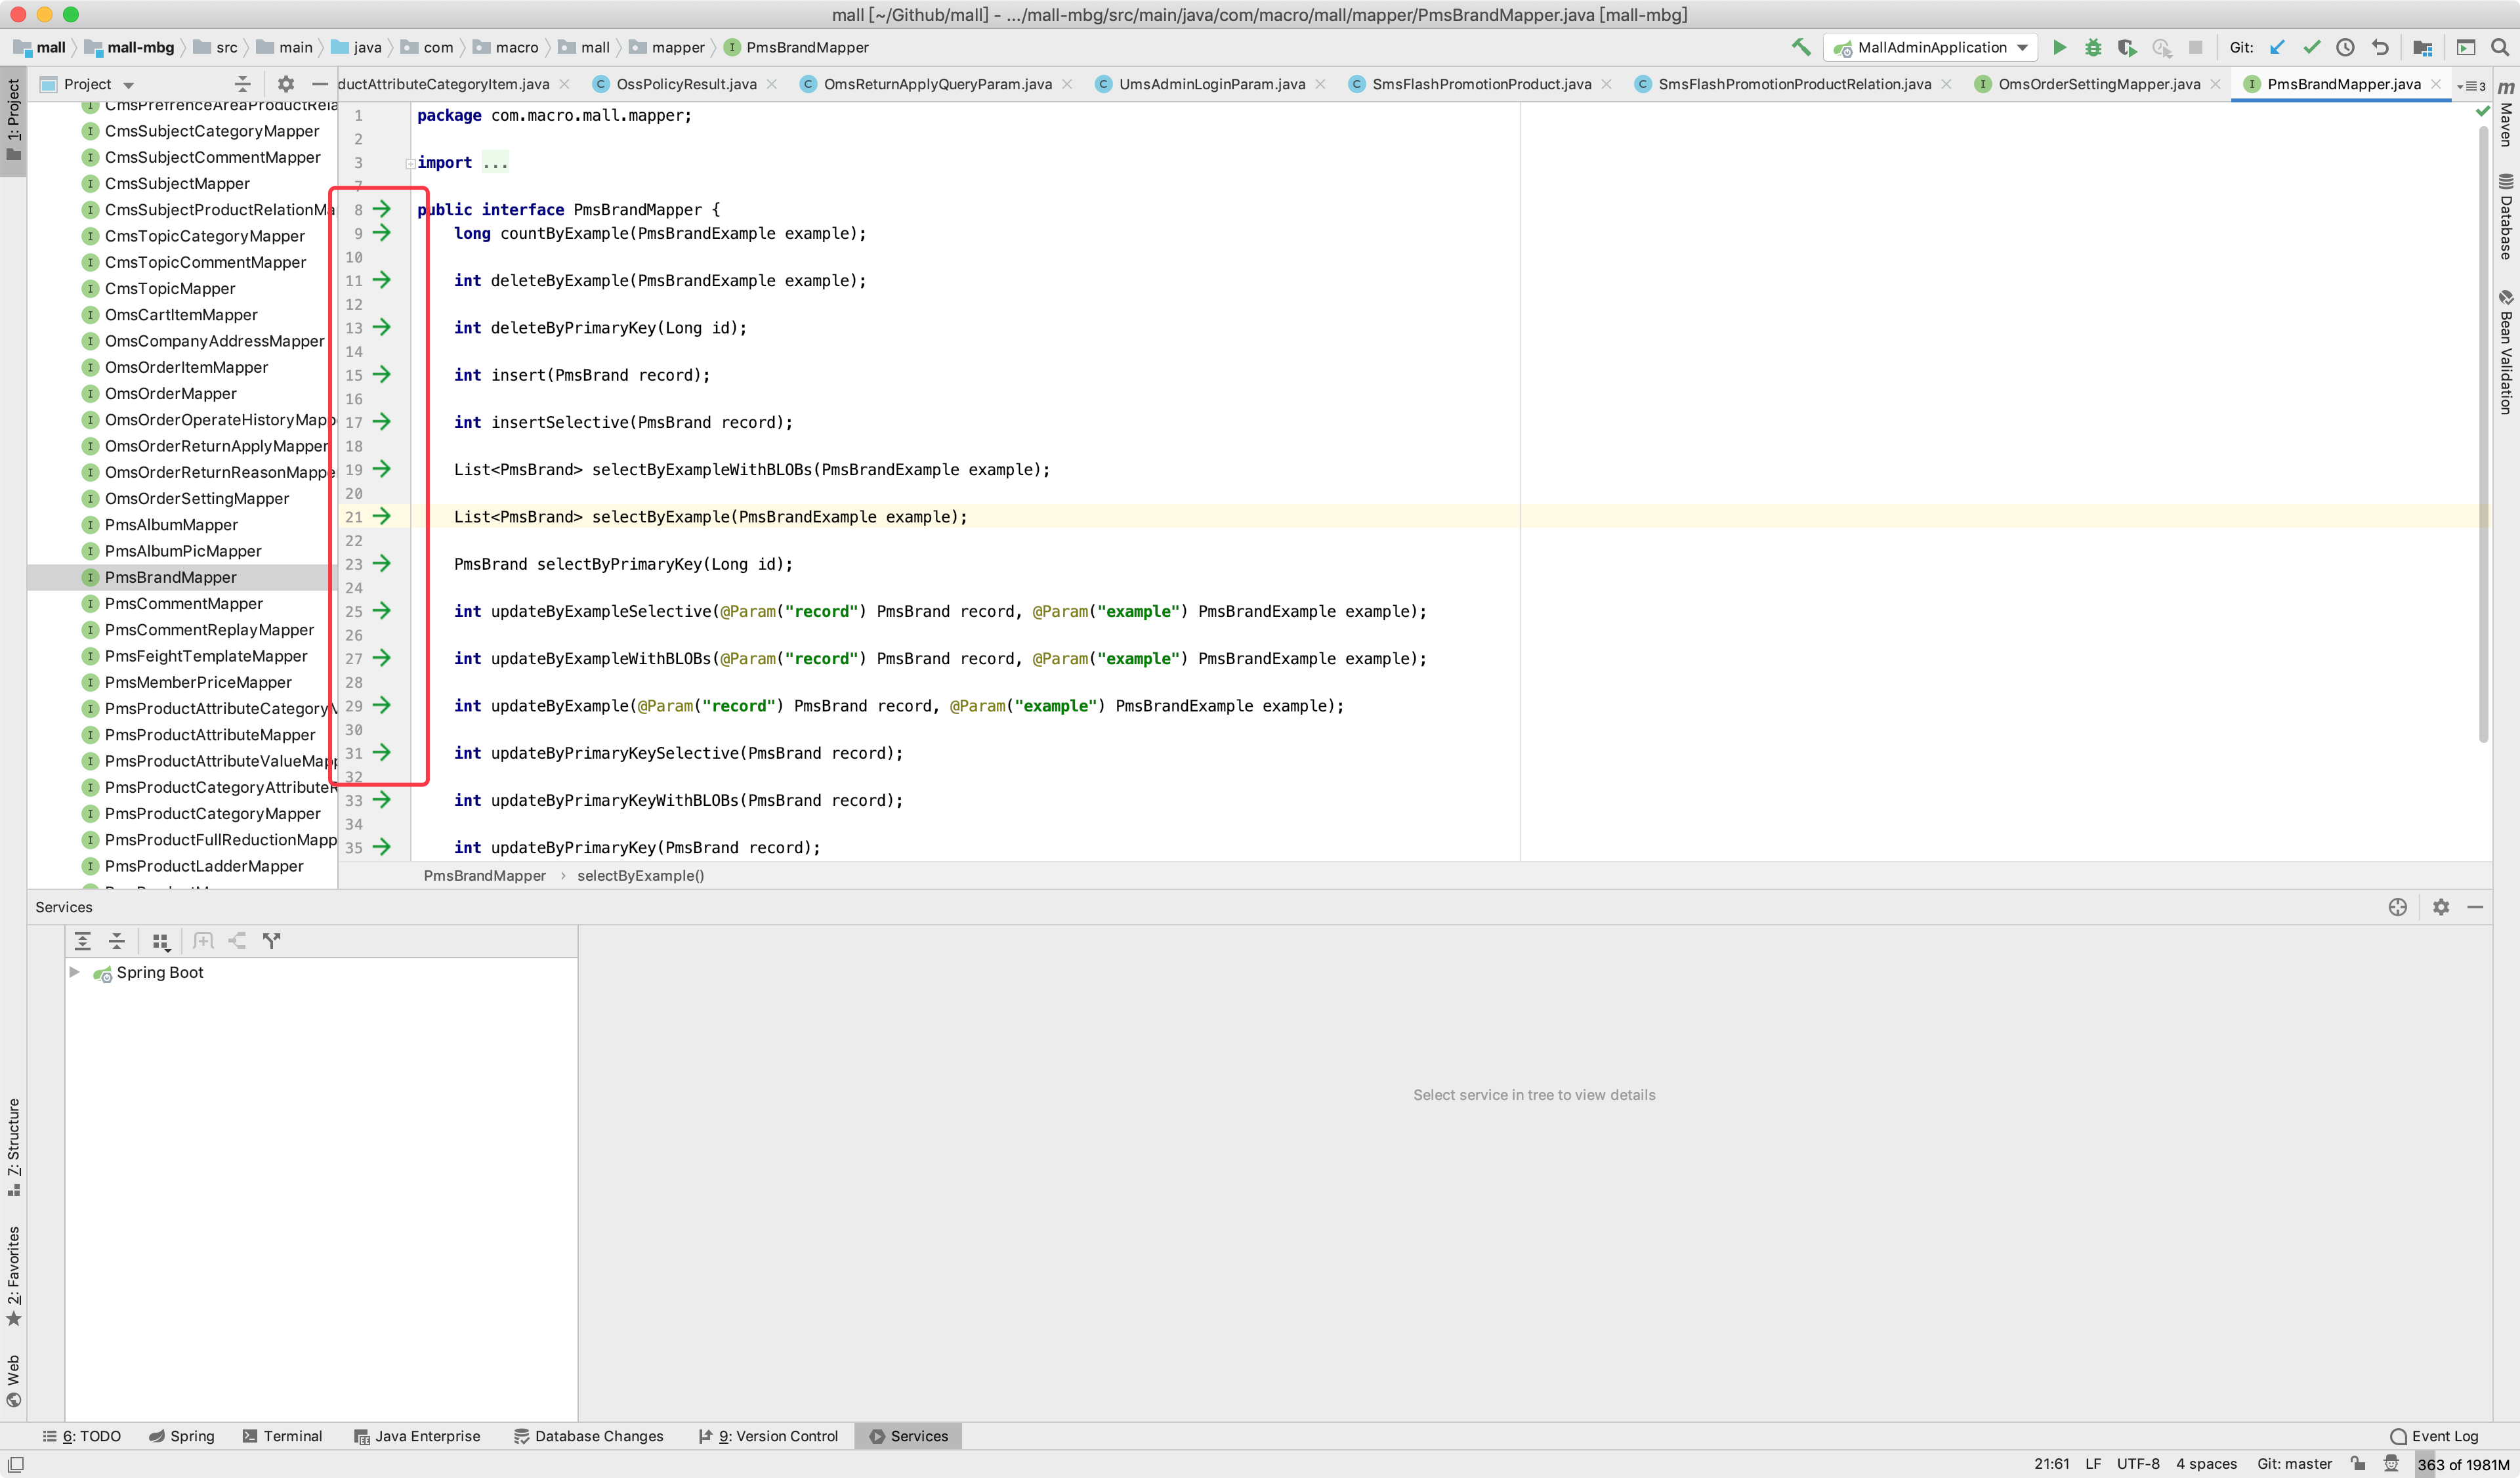 mall [~/Github/mall] - .../mall-mbg/src/main/java/com/macro/mall/mapper/PmsBrandMapper.java [mall-mbg]
mall mall-mbg src main java com macro mall mapper PmsBrandMapper
MallAdminApplication Git:
Project
ductAttributeCategoryItem.java OssPolicyResult.java OmsReturnApplyQueryParam.java UmsAdminLoginParam.java SmsFlashPromotionProduct.java SmsFlashPromotionProductRelation.java OmsOrderSettingMapper.java PmsBrandMapper.java 3
1: Project
CmsPrefrenceAreaProductRela
CmsSubjectCategoryMapper
CmsSubjectCommentMapper
CmsSubjectMapper
CmsSubjectProductRelationMa
CmsTopicCategoryMapper
CmsTopicCommentMapper
CmsTopicMapper
OmsCartItemMapper
OmsCompanyAddressMapper
OmsOrderItemMapper
OmsOrderMapper
OmsOrderOperateHistoryMapp
OmsOrderReturnApplyMapper
OmsOrderReturnReasonMappe
OmsOrderSettingMapper
PmsAlbumMapper
PmsAlbumPicMapper
PmsBrandMapper
PmsCommentMapper
PmsCommentReplayMapper
PmsFeightTemplateMapper
PmsMemberPriceMapper
PmsProductAttributeCategoryM
PmsProductAttributeMapper
PmsProductAttributeValueMapp
PmsProductCategoryAttributeR
PmsProductCategoryMapper
PmsProductFullReductionMapp
PmsProductLadderMapper
1 package com.macro.mall.mapper;
2
3 import ...
7
8 public interface PmsBrandMapper {
9 long countByExample(PmsBrandExample example);
10
11 int deleteByExample(PmsBrandExample example);
12
13 int deleteByPrimaryKey(Long id);
14
15 int insert(PmsBrand record);
16
17 int insertSelective(PmsBrand record);
18
19 List<PmsBrand> selectByExampleWithBLOBs(PmsBrandExample example);
20
21 List<PmsBrand> selectByExample(PmsBrandExample example);
22
23 PmsBrand selectByPrimaryKey(Long id);
24
25 int updateByExampleSelective(@Param("record") PmsBrand record, @Param("example") PmsBrandExample example);
26
27 int updateByExampleWithBLOBs(@Param("record") PmsBrand record, @Param("example") PmsBrandExample example);
28
29 int updateByExample(@Param("record") PmsBrand record, @Param("example") PmsBrandExample example);
30
31 int updateByPrimaryKeySelective(PmsBrand record);
32
33 int updateByPrimaryKeyWithBLOBs(PmsBrand record);
34
35 int updateByPrimaryKey(PmsBrand record);
PmsBrandMapper › selectByExample()
Maven
Database
Bean Validation
Services
Spring Boot
Select service in tree to view details
7: Structure
2: Favorites
Web
6: TODO Spring Terminal Java Enterprise Database Changes 9: Version Control Services Event Log
21:61 LF UTF-8 4 spaces Git: master 363 of 1981M